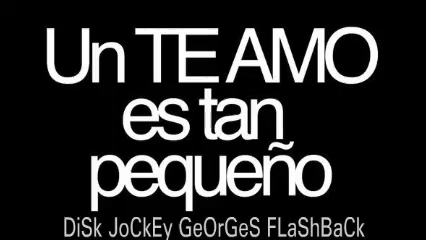 Un TE AMO
es tan
pequeño
DiSk JoCkEy GeOrGeS FLaShBaCk